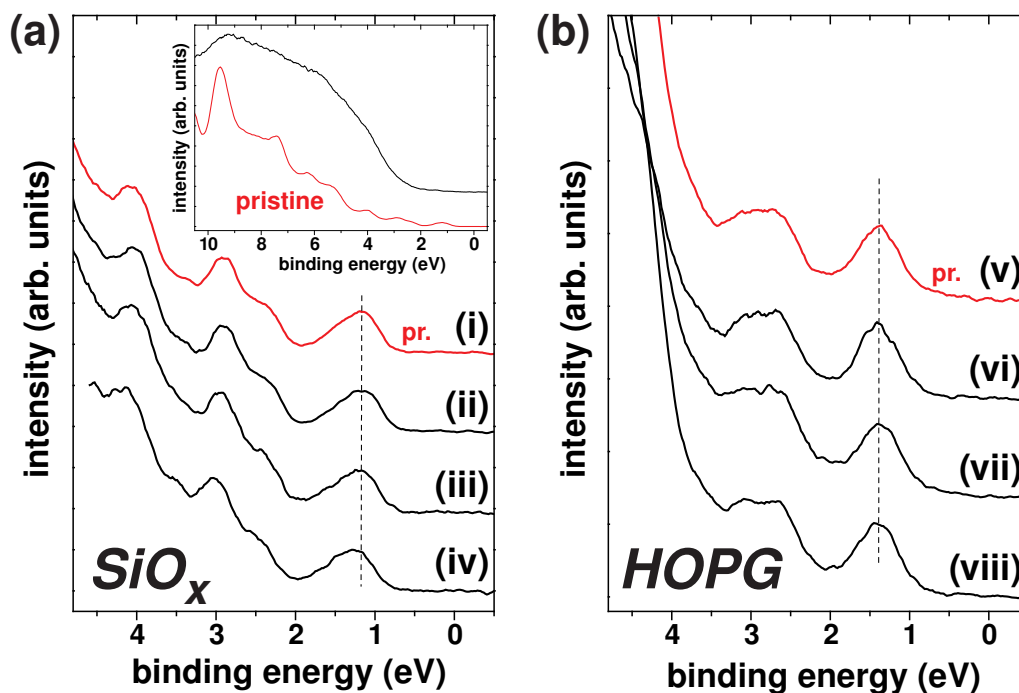 (a)
intensity (arb. units)
intensity (arb. units)
pristine
10 8 6 4 2 0
binding energy (eV)
pr.
(i)
(ii)
(iii)
(iv)
SiOx
4 3 2 1 0
binding energy (eV)
(b)
intensity (arb. units)
pr.
(v)
(vi)
(vii)
(viii)
HOPG
4 3 2 1 0
binding energy (eV)